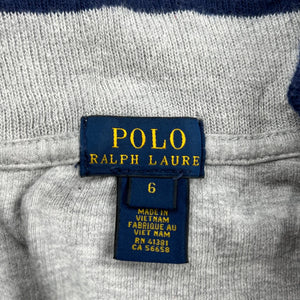 POLO
RALPH LAURE
6
MADE IN
VIETNAM
FABRIQUE AU
VIET NAM
RN 41381
CA 56658